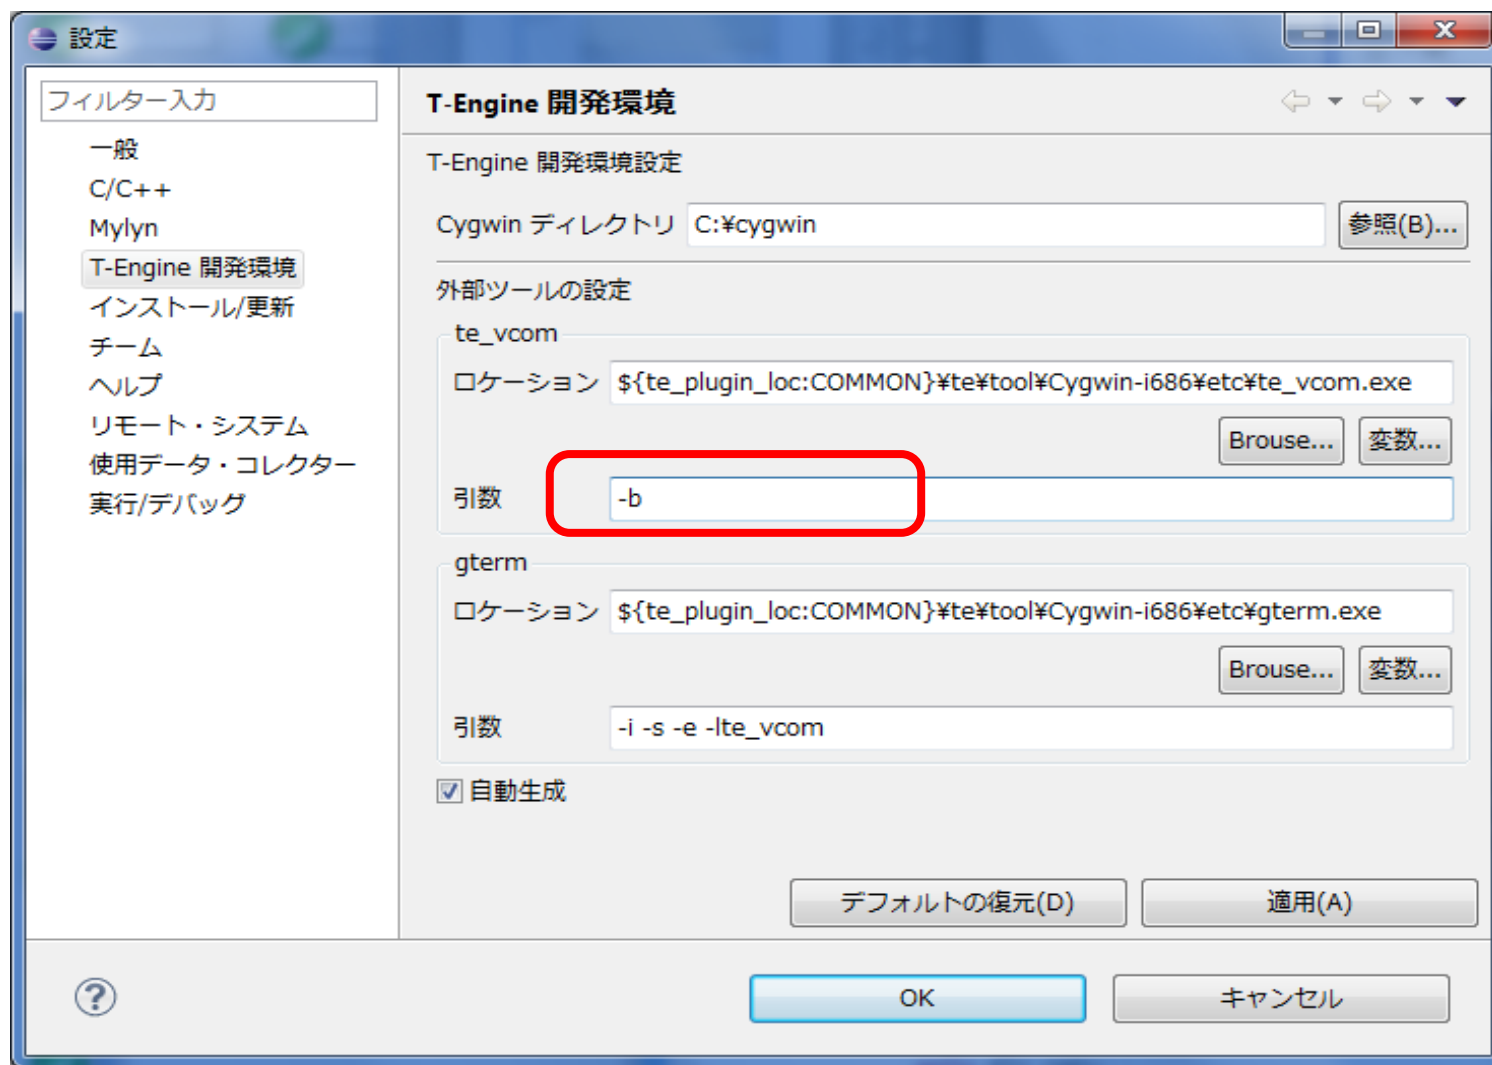 設定
フィルター入力
一般
C/C++
Mylyn
T-Engine 開発環境
インストール/更新
チーム
ヘルプ
リモート・システム
使用データ・コレクター
実行/デバッグ
T-Engine 開発環境
T-Engine 開発環境設定
Cygwin ディレクトリ C:¥cygwin 参照(B)...
外部ツールの設定
te_vcom
ロケーション ${te_plugin_loc:COMMON}¥te¥tool¥Cygwin-i686¥etc¥te_vcom.exe
Brouse... 変数...
引数 -b
gterm
ロケーション ${te_plugin_loc:COMMON}¥te¥tool¥Cygwin-i686¥etc¥gterm.exe
Brouse... 変数...
引数 -i -s -e -lte_vcom
自動生成
デフォルトの復元(D) 適用(A)
? OK キャンセル